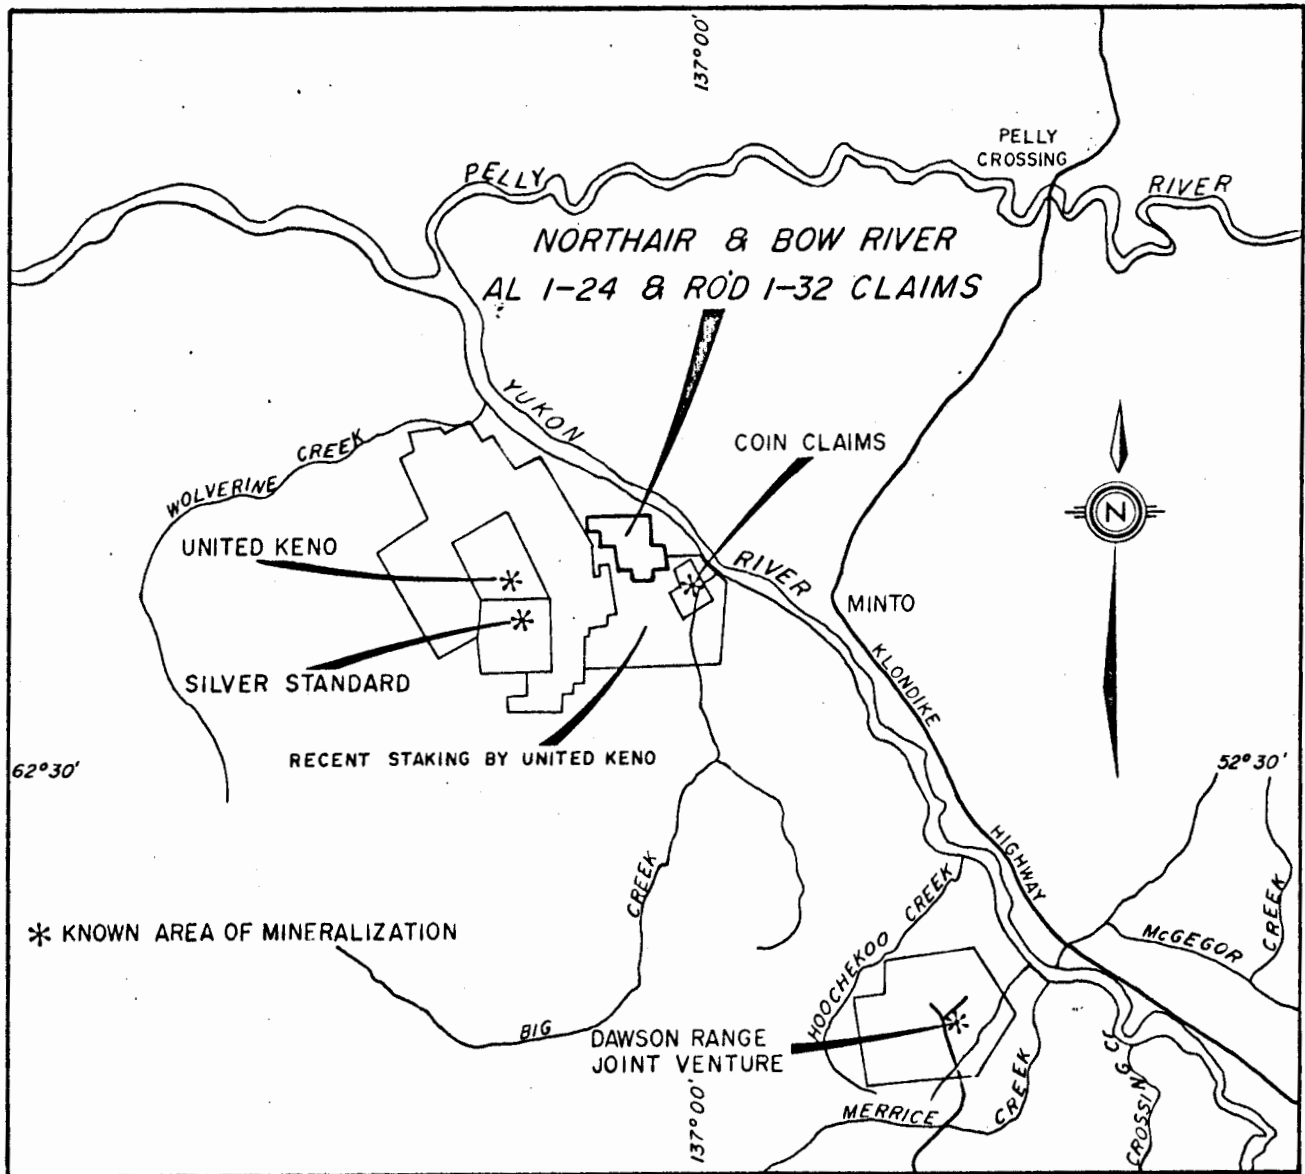 137°00'
PELLY
CROSSING
PELLY
RIVER
NORTHAIR & BOW RIVER
AL 1-24 & ROD 1-32 CLAIMS
YUKON
RIVER
COIN CLAIMS
WOLVERINE CREEK
UNITED KENO
N
MINTO
SILVER STANDARD
KLONDIKE
HIGHWAY
RECENT STAKING BY UNITED KENO
62°30'
52°30'
* KNOWN AREA OF MINERALIZATION
BIG
CREEK
HOOCHEKOO CREEK
McGEGOR
CREEK
DAWSON RANGE
JOINT VENTURE
MERRICE
CREEK
CROSSING
137°00'